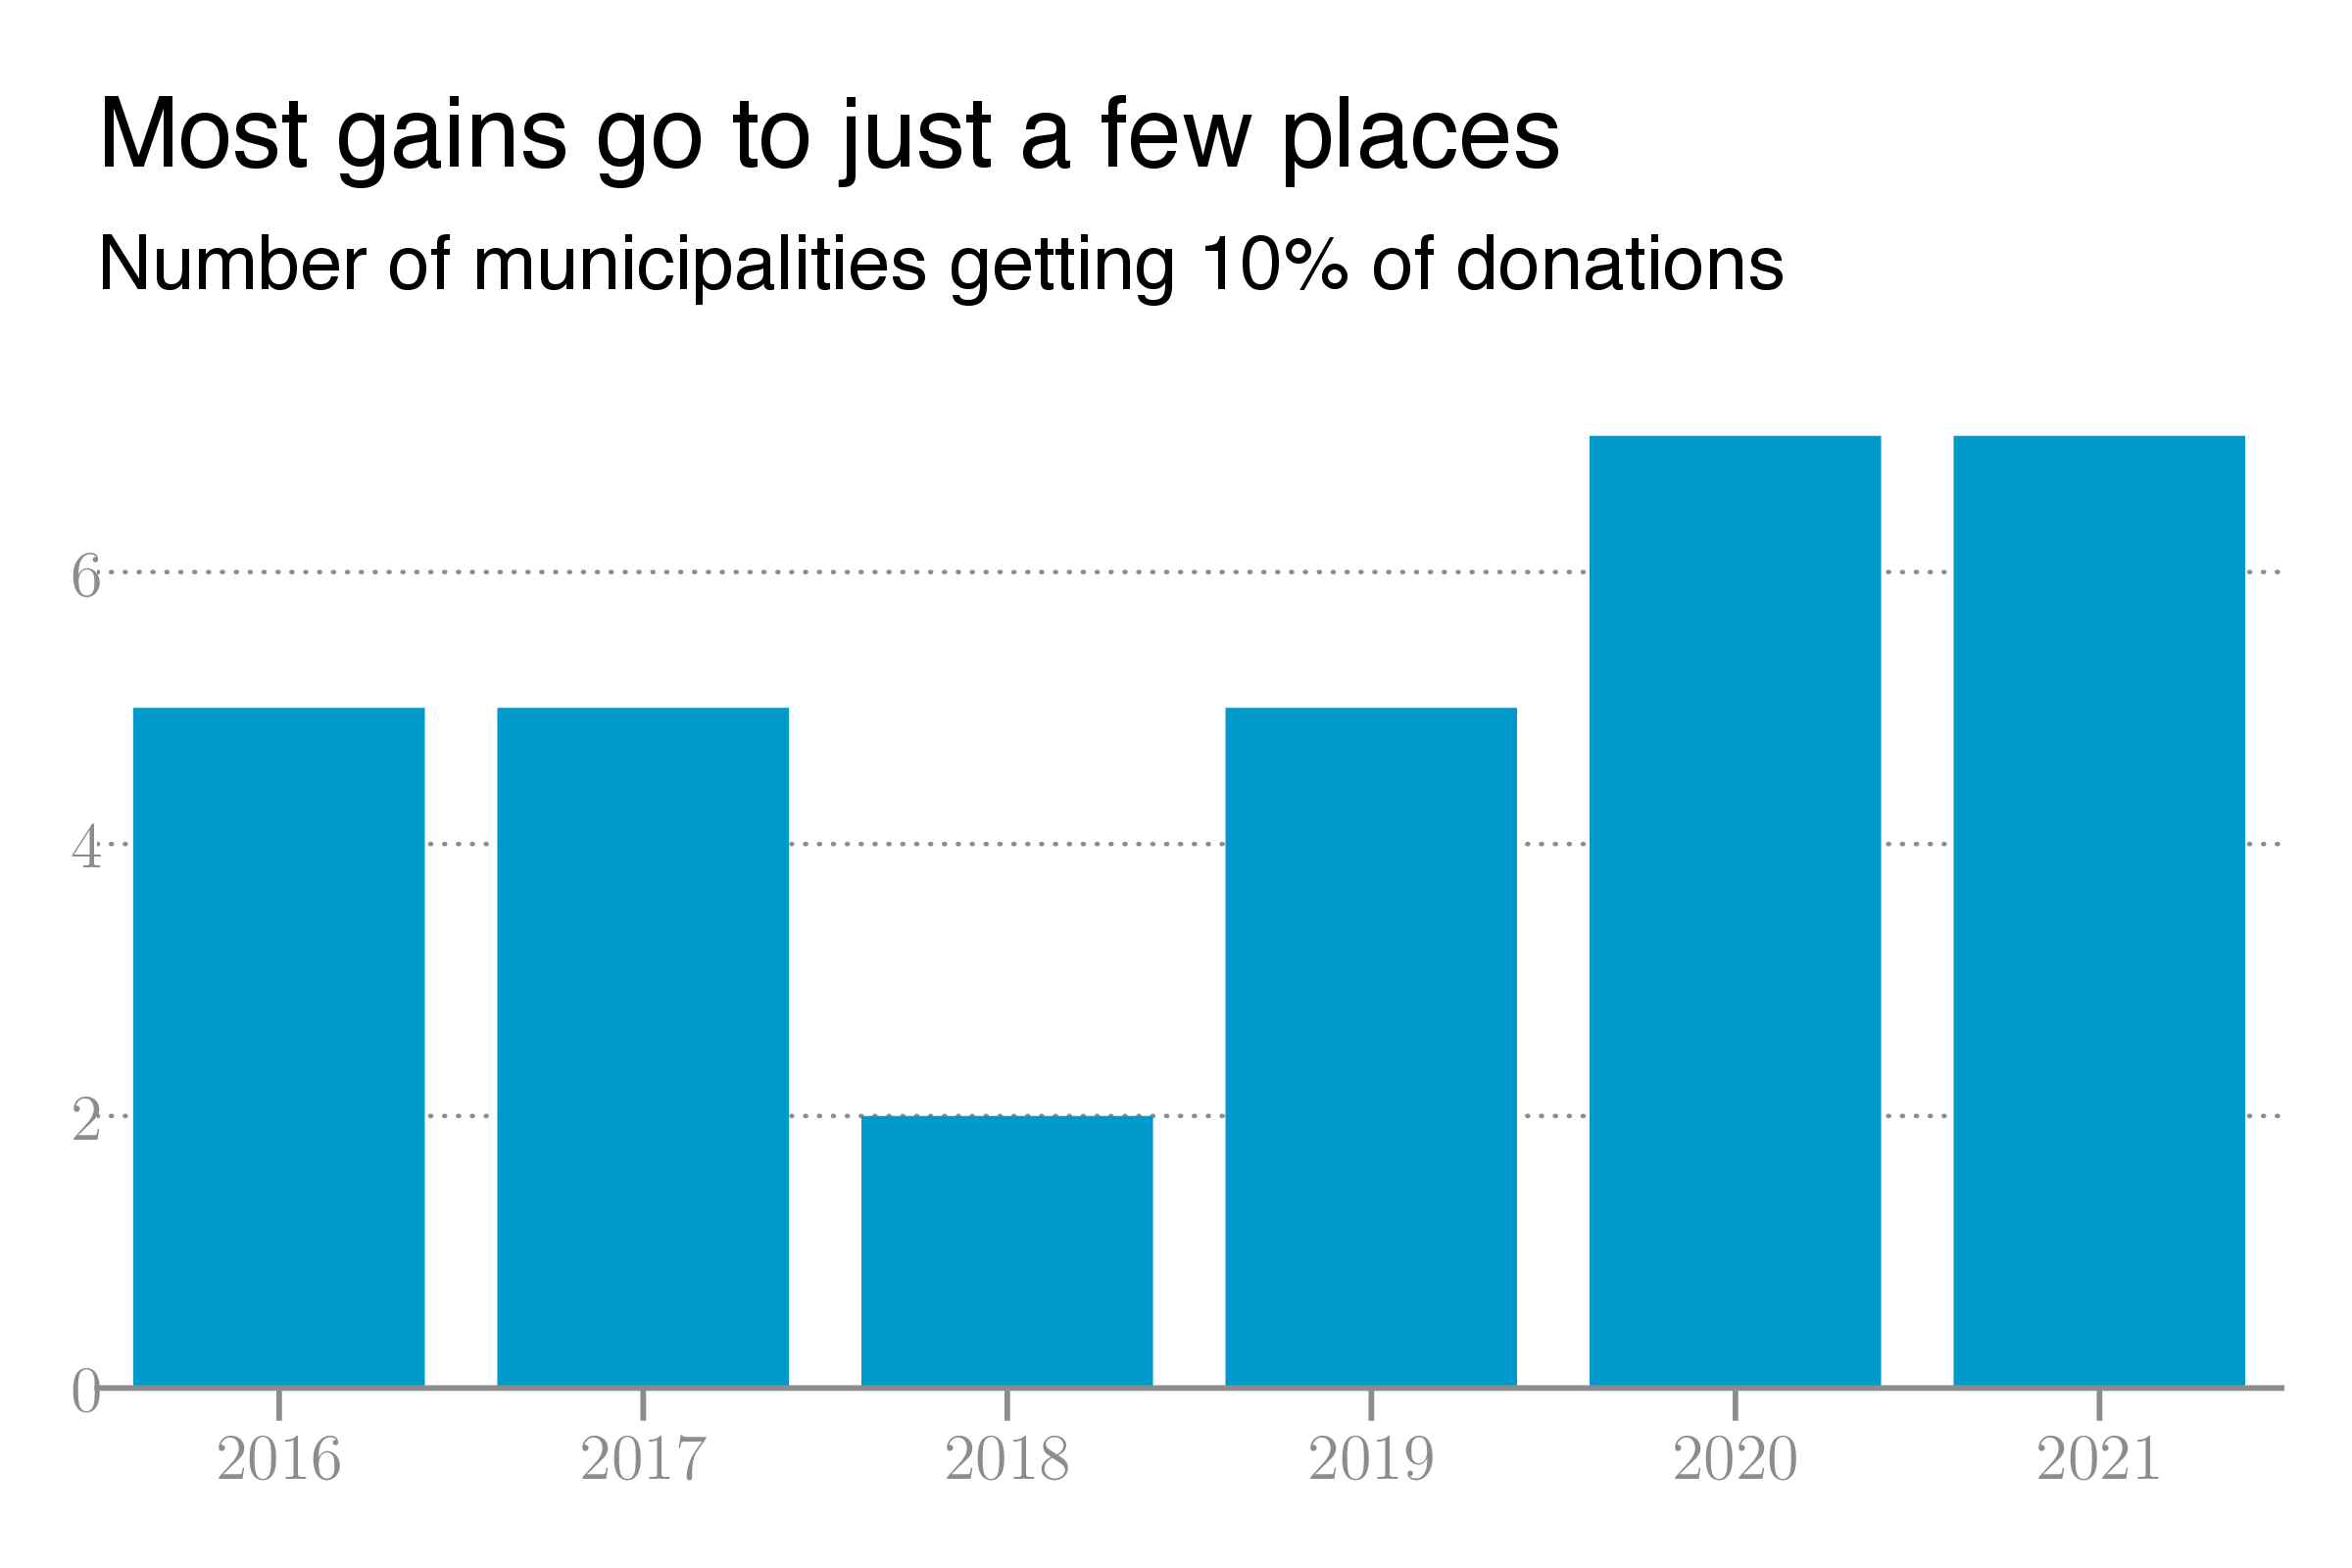 Most gains go to just a few places
Number of municipalities getting 10% of donations
6
4
2
0
2016 2017 2018 2019 2020 2021